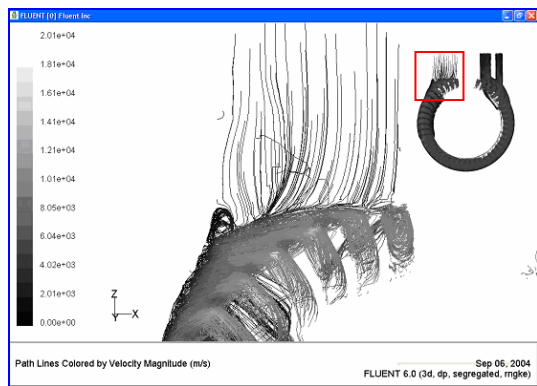 FLUENT [0] Fluent Inc
2.01e+04
1.81e+04
1.61e+04
1.41e+04
1.21e+04
1.01e+04
8.05e+03
6.04e+03
4.02e+03
2.01e+03
0.00e+00
Z
Y
X
Path Lines Colored by Velocity Magnitude (m/s)
Sep 06, 2004
FLUENT 6.0 (3d, dp, segregated, rngke)